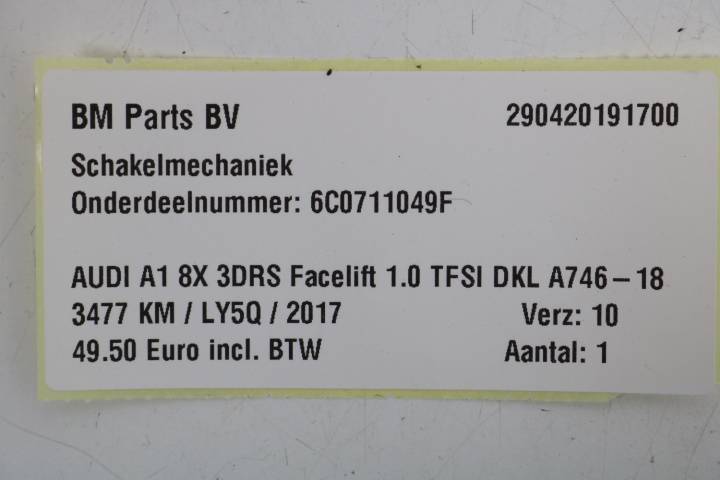 BM Parts BV 290420191700
Schakelmechaniek
Onderdeelnummer: 6C0711049F
AUDI A1 8X 3DRS Facelift 1.0 TFSI DKL A746-18
3477 KM / LY5Q / 2017 Verz: 10
49.50 Euro incl. BTW Aantal: 1